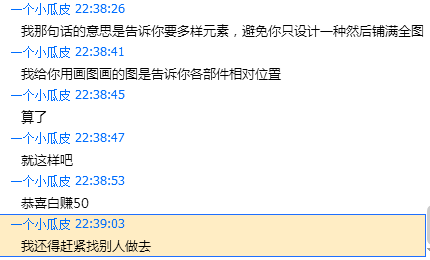 一个小瓜皮 22:38:26
我那句话的意思是告诉你要多样元素，避免你只设计一种然后铺满全图
一个小瓜皮 22:38:41
我给你用画图画的图是告诉你各部件相对位置
一个小瓜皮 22:38:45
算了
一个小瓜皮 22:38:47
就这样吧
一个小瓜皮 22:38:53
恭喜白赚50
一个小瓜皮 22:39:03
我还得赶紧找别人做去